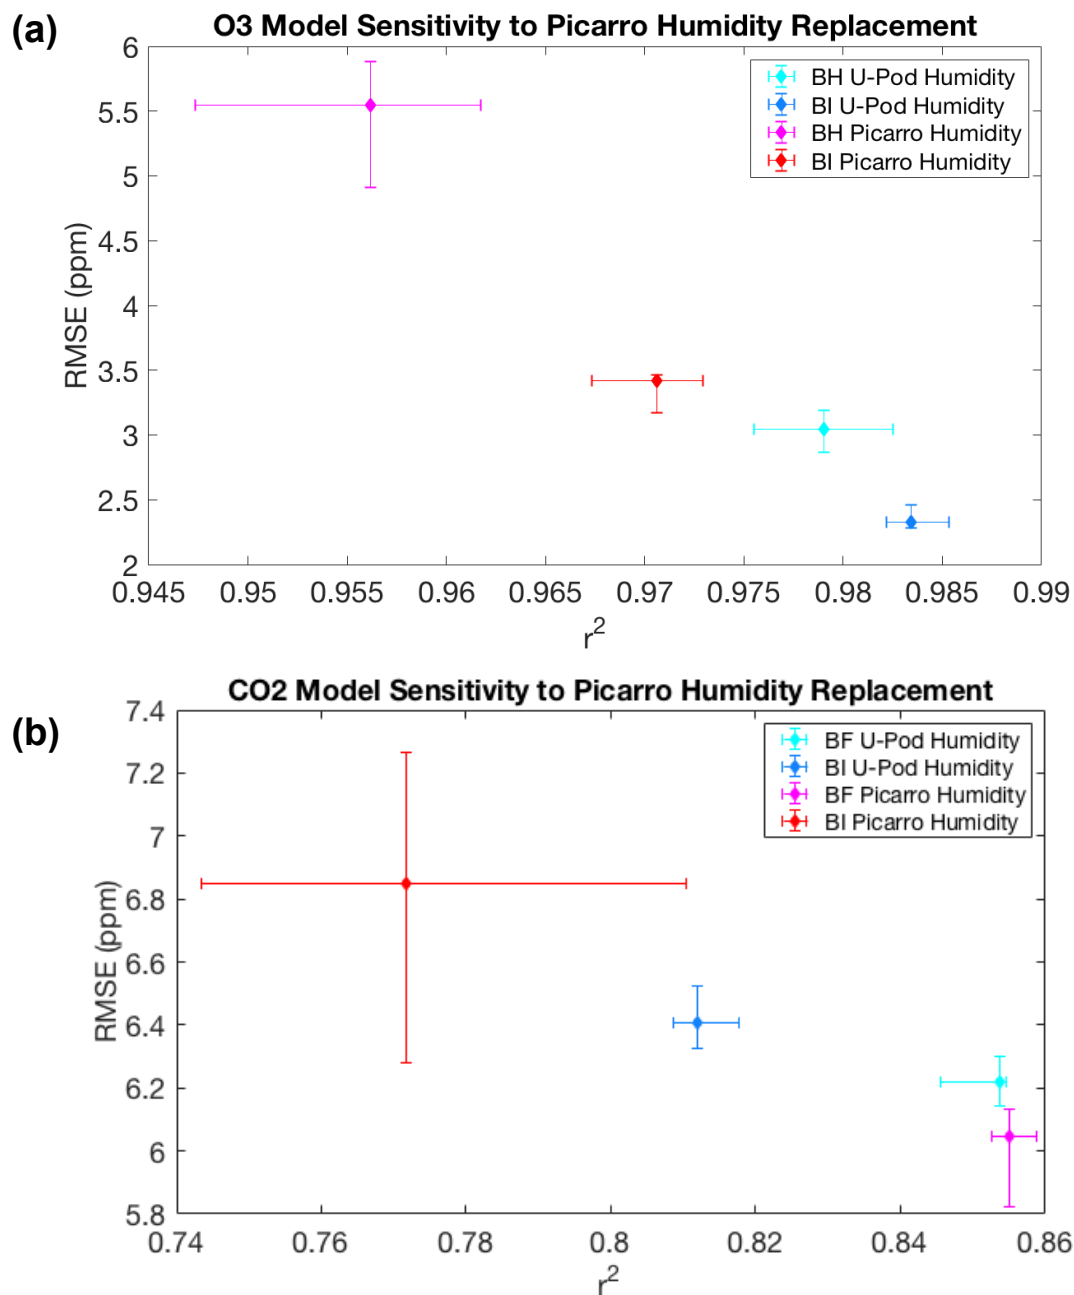 (a)
O3 Model Sensitivity to Picarro Humidity Replacement
6
5.5
5
4.5
4
3.5
3
2.5
2
RMSE (ppm)
BH U-Pod Humidity
BI U-Pod Humidity
BH Picarro Humidity
BI Picarro Humidity
0.945 0.95 0.955 0.96 0.965 0.97 0.975 0.98 0.985 0.99
r²
(b)
CO2 Model Sensitivity to Picarro Humidity Replacement
7.4
7.2
7
6.8
6.6
6.4
6.2
6
5.8
RMSE (ppm)
BF U-Pod Humidity
BI U-Pod Humidity
BF Picarro Humidity
BI Picarro Humidity
0.74 0.76 0.78 0.8 0.82 0.84 0.86
r²